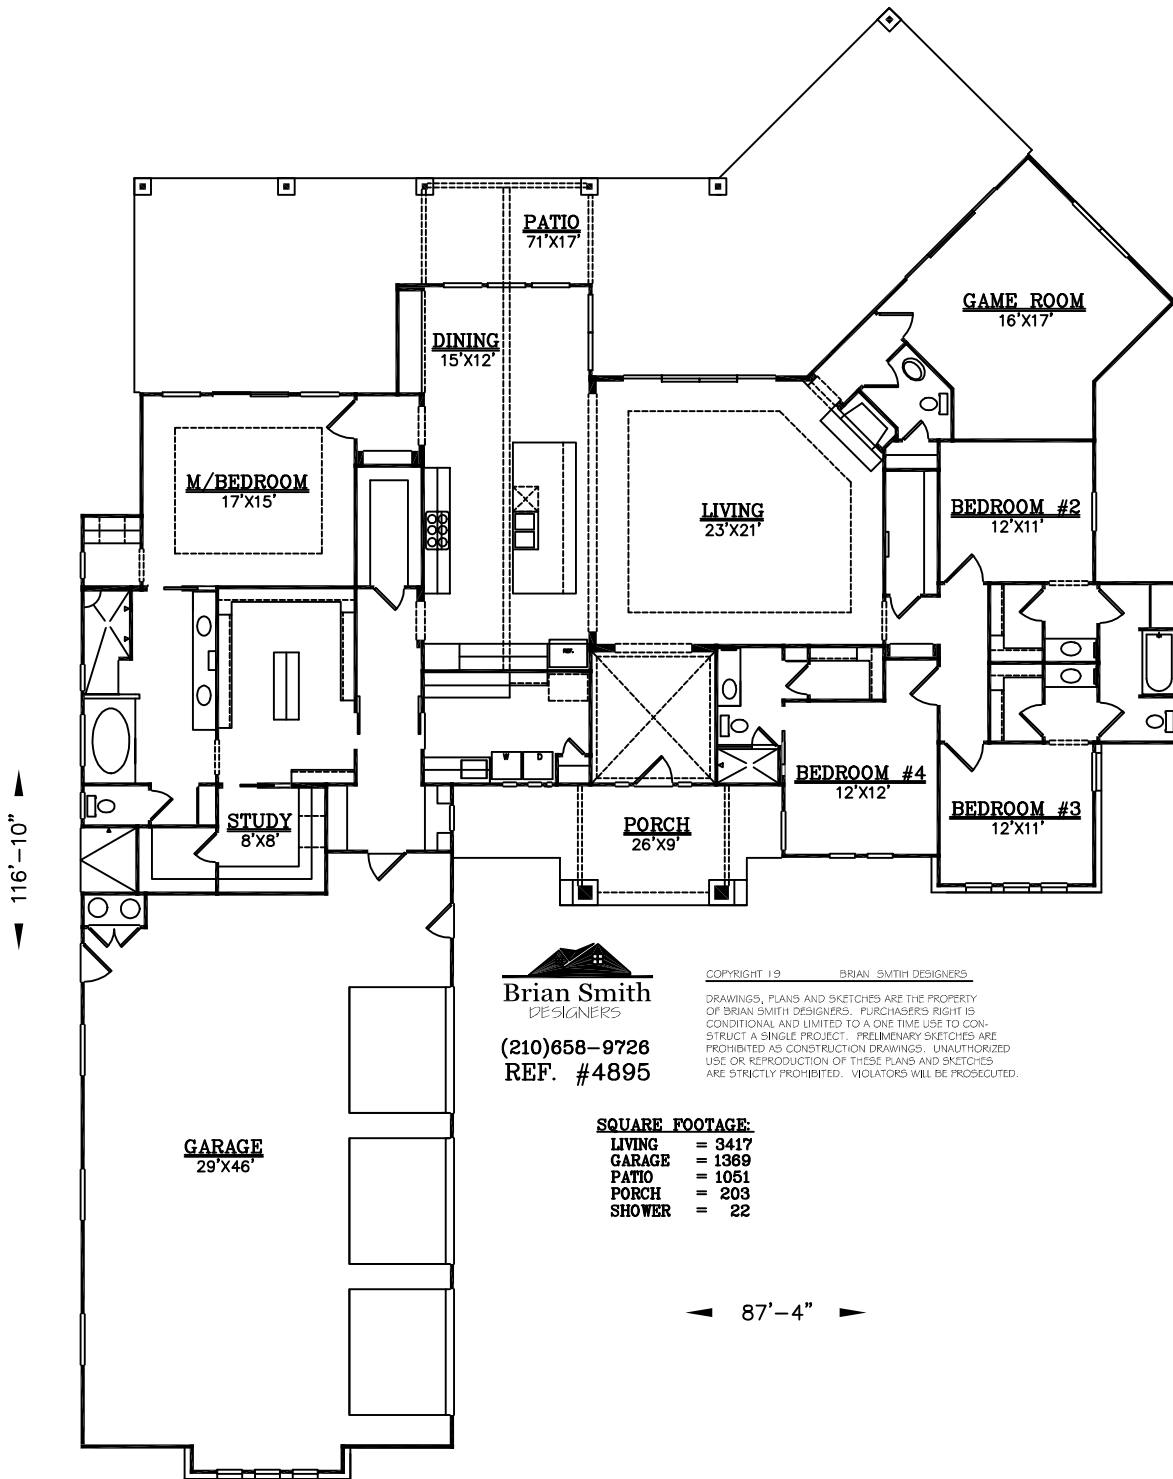 PATIO
71'X17'
GAME ROOM
16'X17'
DINING
15'X12'
M/BEDROOM
17'X15'
LIVING
23'X21'
BEDROOM #2
12'X11'
REF.
W
D
BEDROOM #4
12'X12'
STUDY
8'X8'
PORCH
26'X9'
BEDROOM #3
12'X11'
116'-10"
Brian Smith
DESIGNERS
(210)658-9726
REF. #4895
COPYRIGHT 19 BRIAN SMITH DESIGNERS
DRAWINGS, PLANS AND SKETCHES ARE THE PROPERTY
OF BRIAN SMITH DESIGNERS. PURCHASERS RIGHT IS
CONDITIONAL AND LIMITED TO A ONE TIME USE TO CON-
STRUCT A SINGLE PROJECT. PRELIMENARY SKETCHES ARE
PROHIBITED AS CONSTRUCTION DRAWINGS. UNAUTHORIZED
USE OR REPRODUCTION OF THESE PLANS AND SKETCHES
ARE STRICTLY PROHIBITED. VIOLATORS WILL BE PROSECUTED.
GARAGE
29'X46'
SQUARE FOOTAGE:
LIVING = 3417
GARAGE = 1369
PATIO = 1051
PORCH = 203
SHOWER = 22
87'-4"